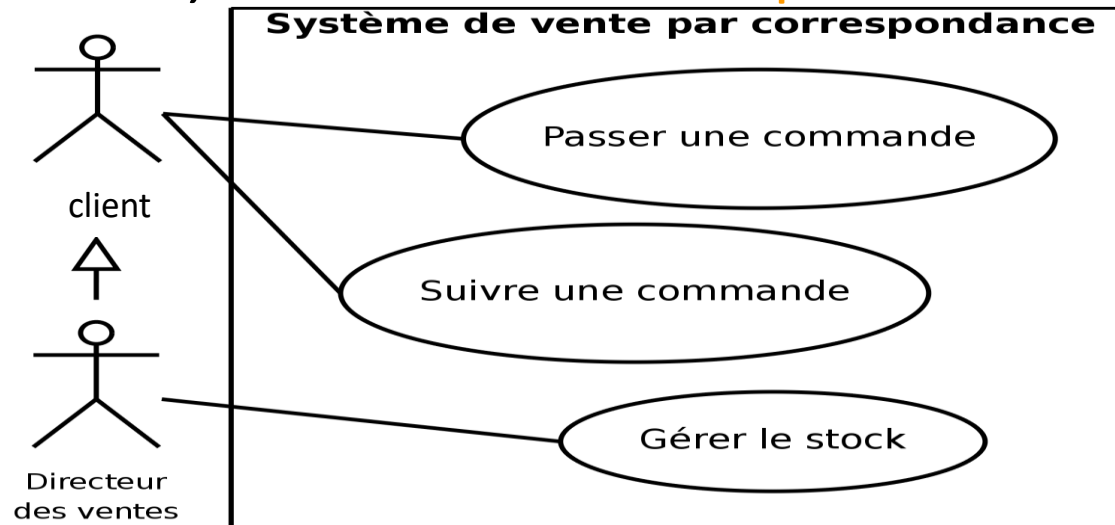 Système de vente par correspondance
Passer une commande
client
Suivre une commande
Gérer le stock
Directeur
des ventes